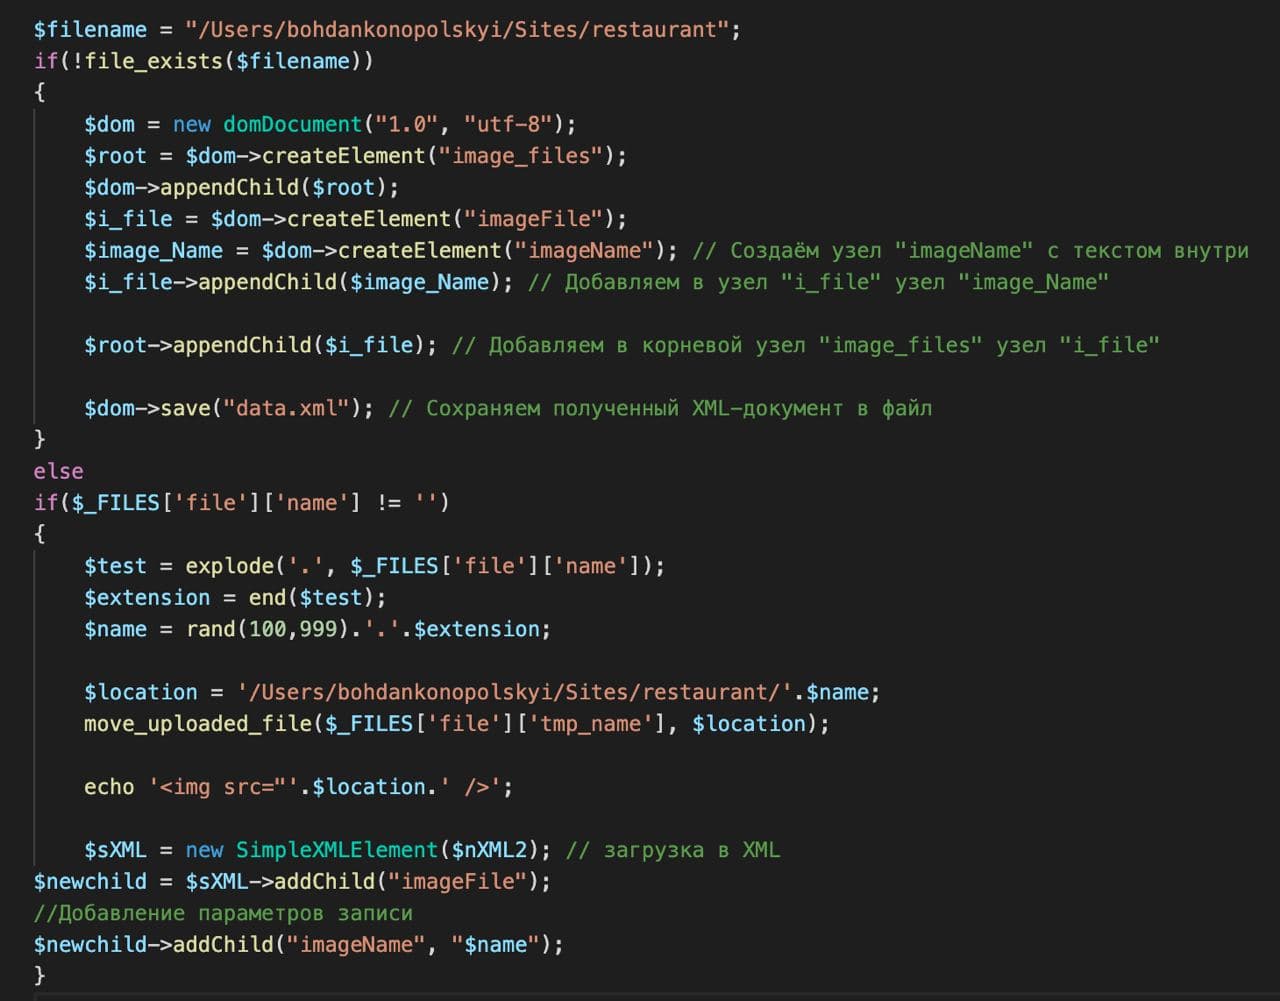 $filename = "/Users/bohdankonopolskyi/Sites/restaurant";
if(!file_exists($filename))
{
    $dom = new domDocument("1.0", "utf-8");
    $root = $dom->createElement("image_files");
    $dom->appendChild($root);
    $i_file = $dom->createElement("imageFile");
    $image_Name = $dom->createElement("imageName"); // Создаём узел "imageName" с текстом внутри
    $i_file->appendChild($image_Name); // Добавляем в узел "i_file" узел "image_Name"
    $root->appendChild($i_file); // Добавляем в корневой узел "image_files" узел "i_file"
    $dom->save("data.xml"); // Сохраняем полученный XML-документ в файл
}
else
if($_FILES['file']['name'] != '')
{
    $test = explode('.', $_FILES['file']['name']);
    $extension = end($test);
    $name = rand(100,999).'.'.$extension;
    $location = '/Users/bohdankonopolskyi/Sites/restaurant/'.$name;
    move_uploaded_file($_FILES['file']['tmp_name'], $location);
    echo '<img src="'.$location.' />';
    $sXML = new SimpleXMLElement($nXML2); // загрузка в XML
$newchild = $sXML->addChild("imageFile");
//Добавление параметров записи
$newchild->addChild("imageName", "$name");
}